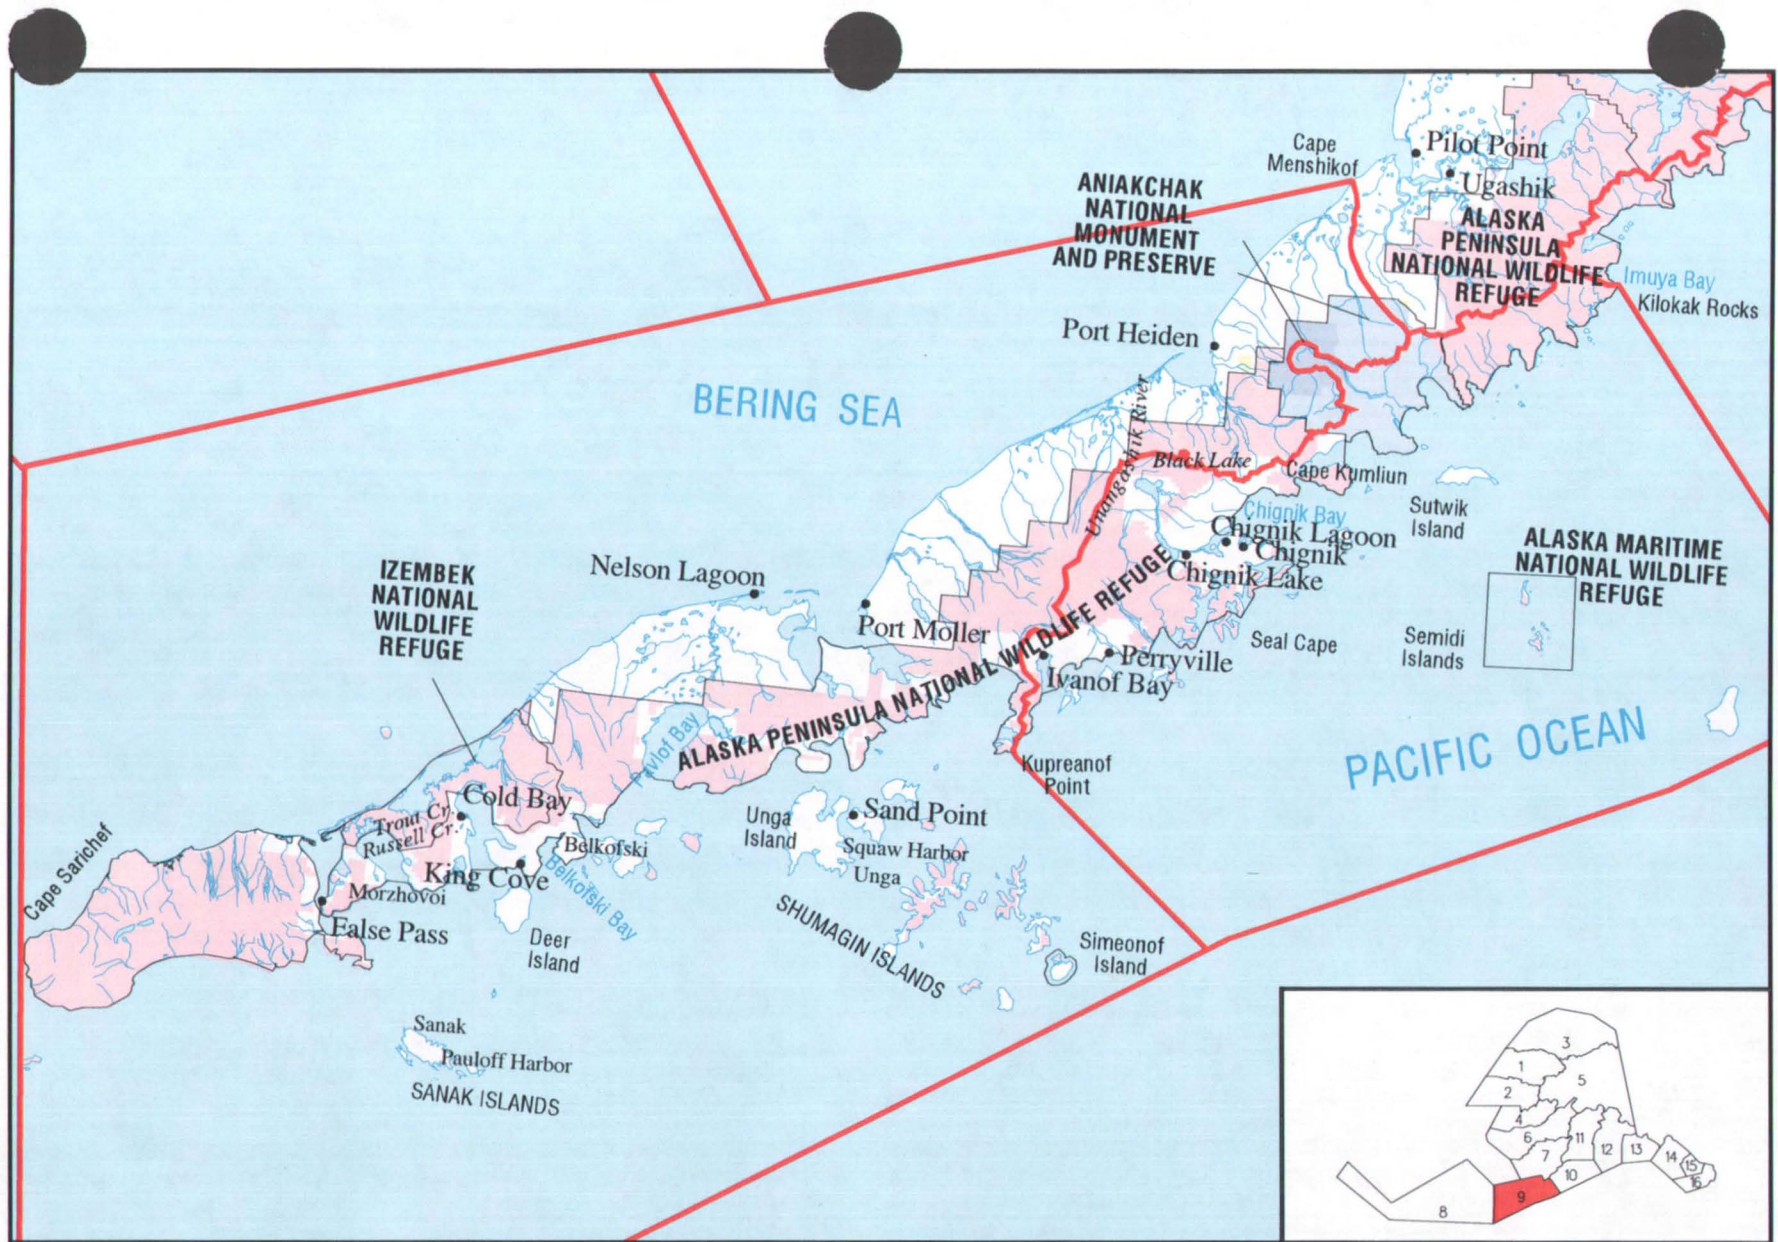 Cape
Menshikof
Pilot Point
Ugashik
ANIAKCHAK
NATIONAL
MONUMENT
AND PRESERVE
ALASKA
PENINSULA
NATIONAL WILDLIFE
REFUGE
Imuya Bay
Kilokak Rocks
Port Heiden
BERING SEA
Unangashik River
Black Lake
Cape Kumliun
Sutwik
Island
Chignik Bay
Chignik Lagoon
Chignik
Chignik Lake
ALASKA MARITIME
NATIONAL WILDLIFE
REFUGE
Nelson Lagoon
IZEMBEK
NATIONAL
WILDLIFE
REFUGE
Port Moller
Seal Cape
Semidi
Islands
Perryville
Ivanof Bay
ALASKA PENINSULA NATIONAL WILDLIFE REFUGE
Pavlof Bay
PACIFIC OCEAN
Kupreanof
Point
Cold Bay
Trout Cr.
Russell Cr.
Unga
Island
Sand Point
Squaw Harbor
Unga
Belkofski
King Cove
Belkofski Bay
Morzhovoi
Cape Sarichef
False Pass
Deer
Island
SHUMAGIN ISLANDS
Simeonof
Island
Sanak
Pauloff Harbor
SANAK ISLANDS
3
1
5
2
4
6
11
7
12
13
14
15
16
10
9
8